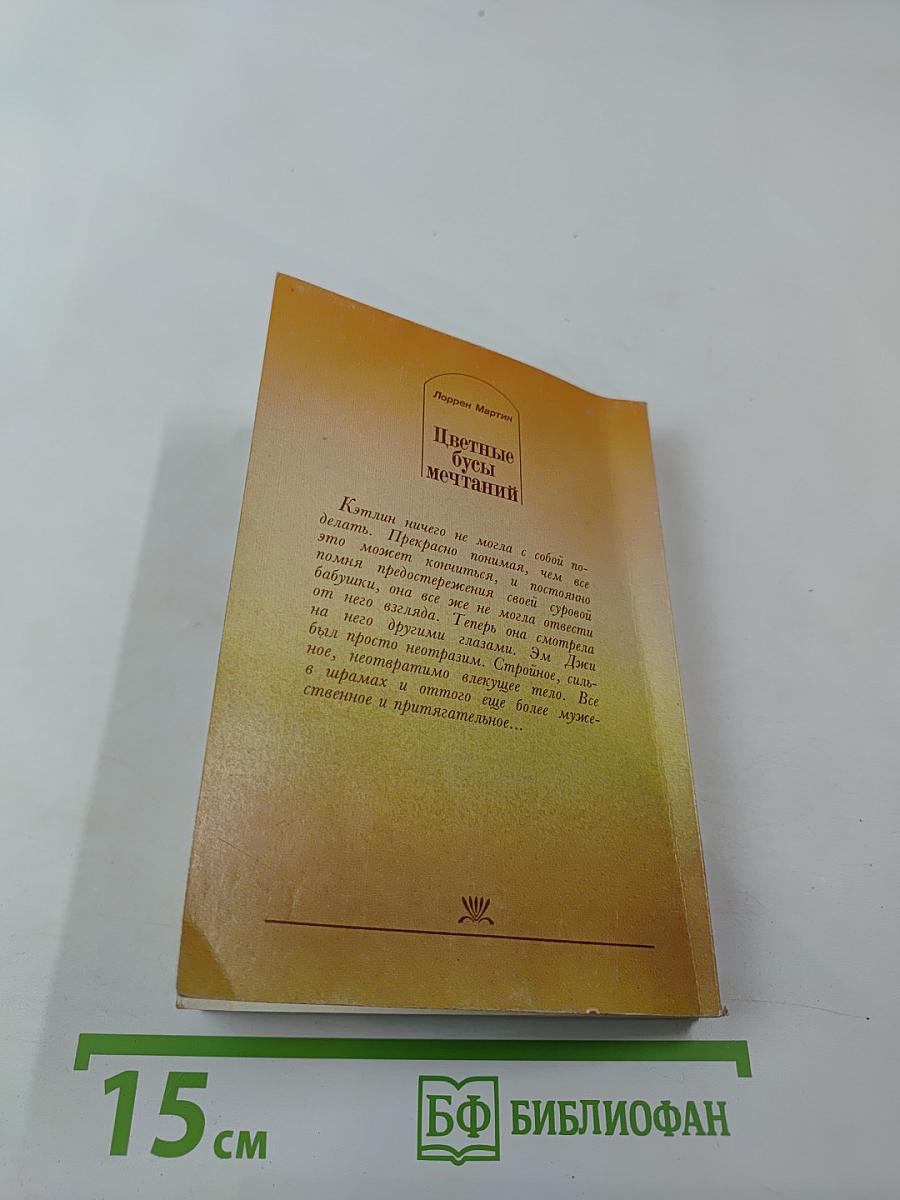 Лоррен Мартин
Цветные
бусы
мечтаний
Кэтлин ничего не могла с собой по-
делать. Прекрасно понимая, чем все
это может кончиться, и постоянно
помня предостережения своей суровой
бабушки, она все же не могла отвести
от него взгляда. Теперь она смотрела
на него другими глазами. Эм Джи
был просто неотразим. Стройное, силь-
ное, неотвратимо влекущее тело. Все
в шрамах и оттого еще более муже-
ственное и притягательное...
15 см
БФ БИБЛИОФАН